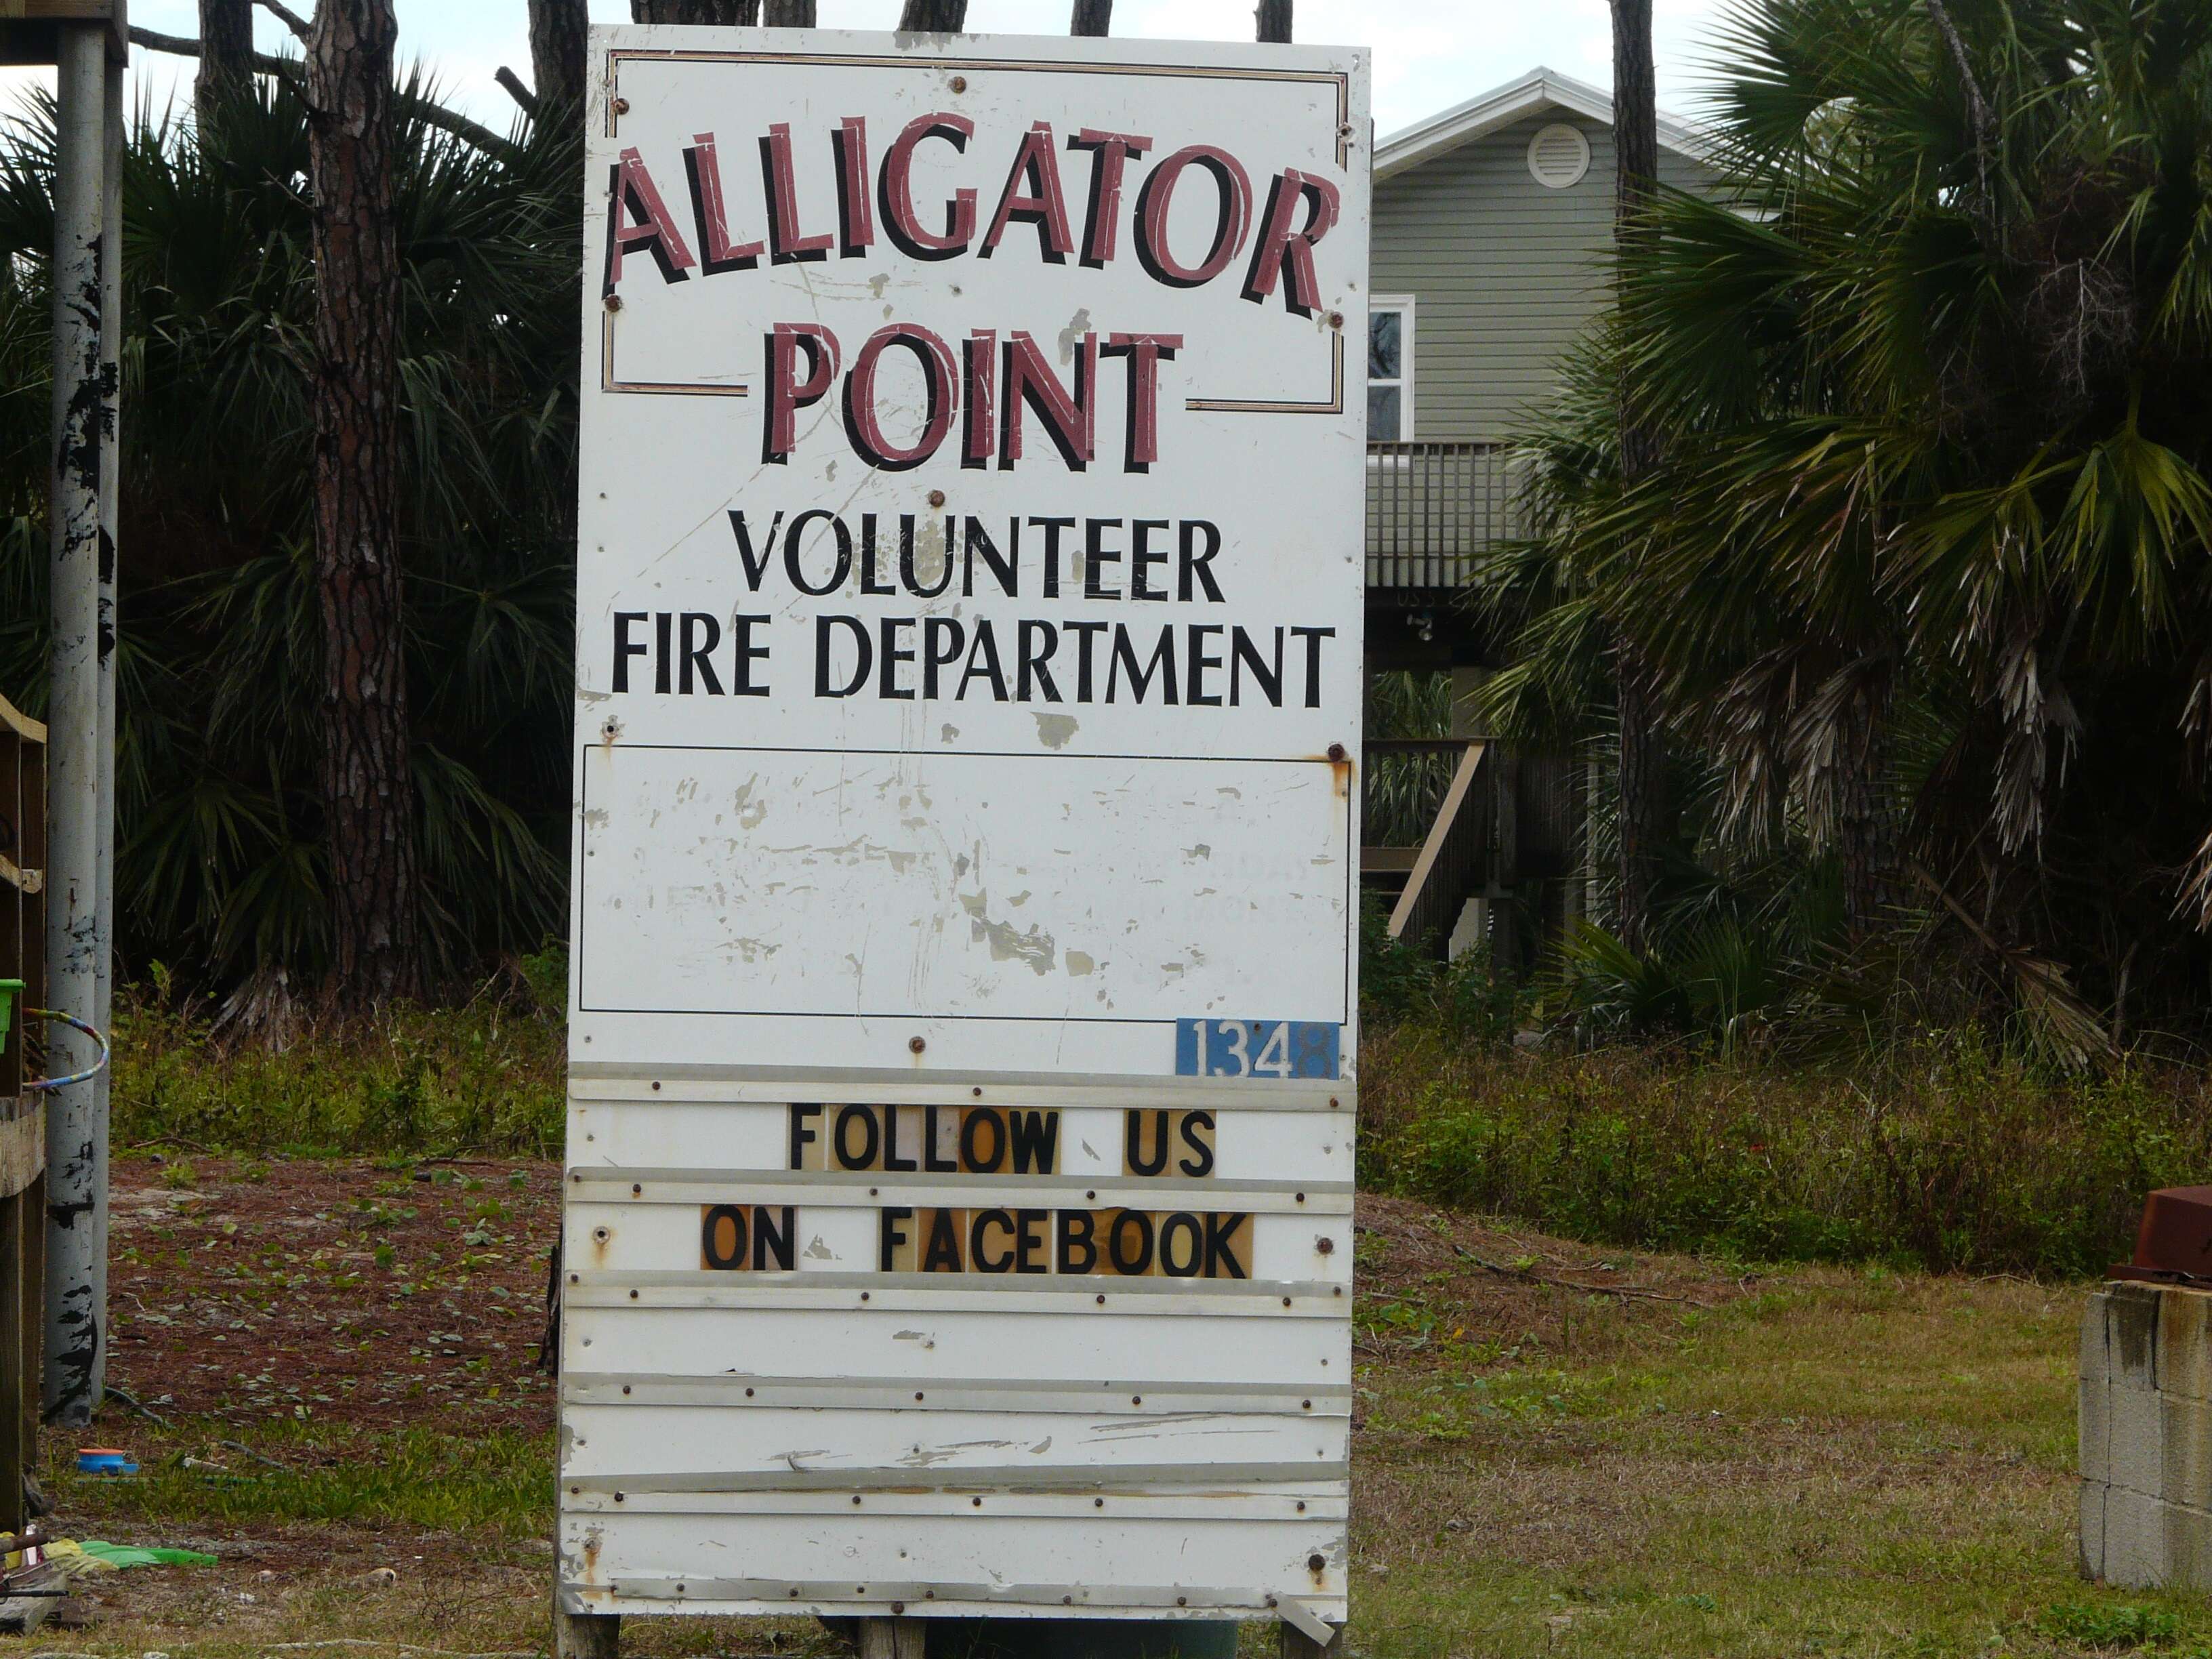 ALLIGATOR
POINT
VOLUNTEER
FIRE DEPARTMENT
1348
FOLLOW US
ON FACEBOOK